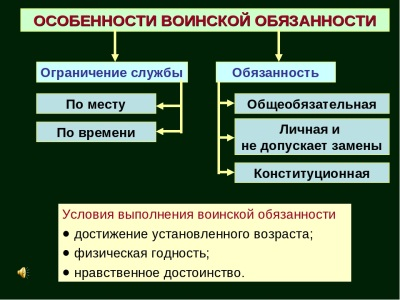 ОСОБЕННОСТИ ВОИНСКОЙ ОБЯЗАННОСТИ
Ограничение службы
По месту
По времени
Обязанность
Общеобязательная
Личная и
не допускает замены
Конституционная
Условия выполнения воинской обязанности
● достижение установленного возраста;
● физическая годность;
● нравственное достоинство.